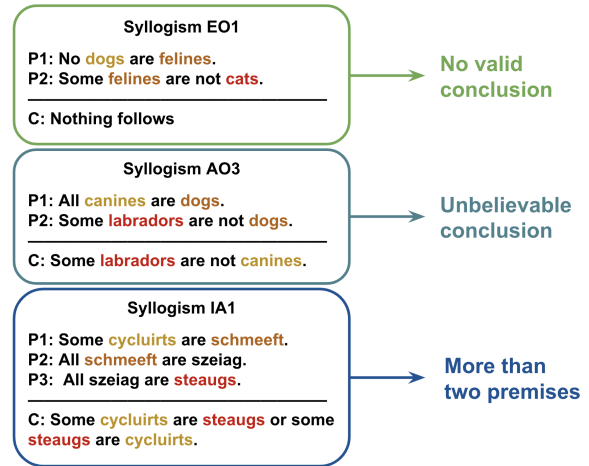 Syllogism EO1
P1: No dogs are felines.
P2: Some felines are not cats.
C: Nothing follows
No valid
conclusion
Syllogism AO3
P1: All canines are dogs.
P2: Some labradors are not dogs.
C: Some labradors are not canines.
Unbelievable
conclusion
Syllogism IA1
P1: Some cycluirts are schmeeft.
P2: All schmeeft are szeiag.
P3: All szeiag are steaugs.
C: Some cycluirts are steaugs or some
steaugs are cycluirts.
More than
two premises